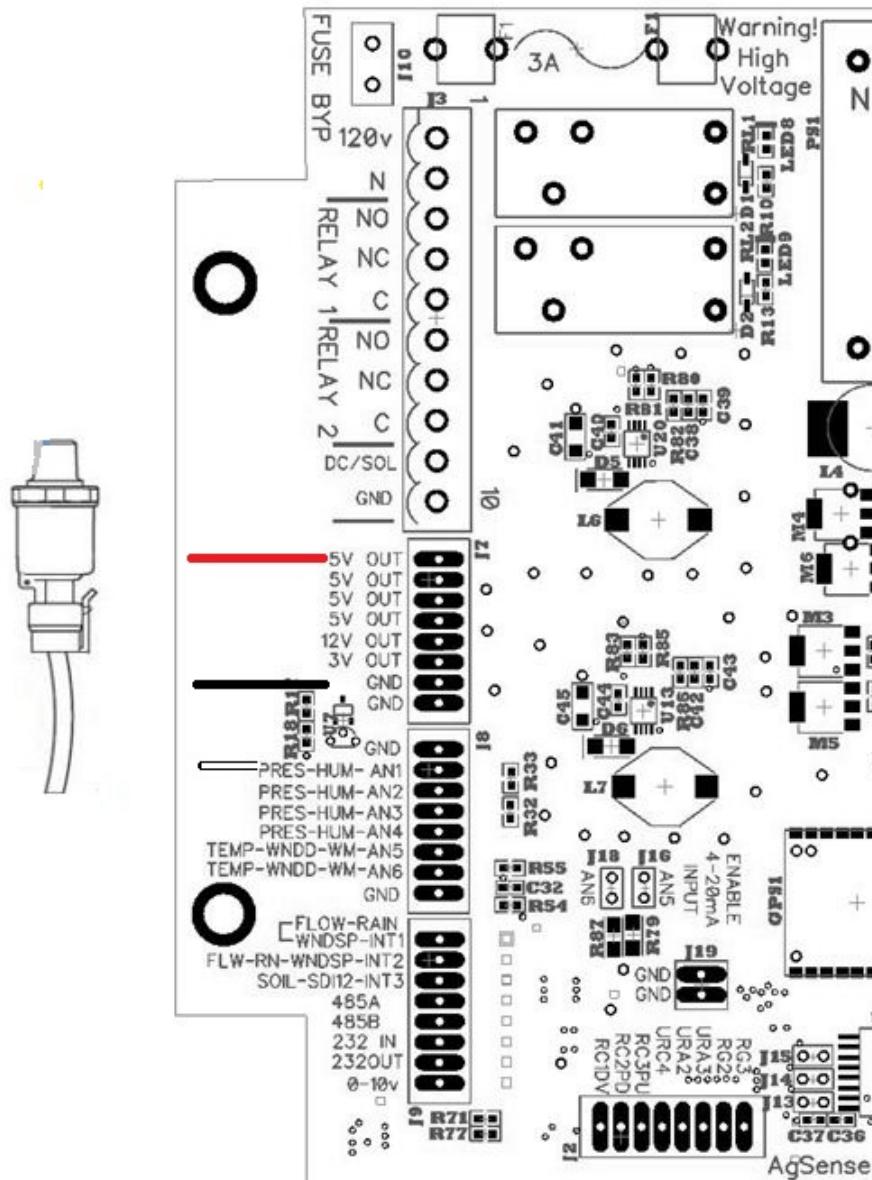 FUSE BYP
J10
F1
3A
F1
Warning!
High
Voltage
N
PS1
J3
1
120v
N
NO
NC
C
RELAY 1
NO
NC
C
RELAY 2
DC/SOL
GND
10
RL1
LED8
D1
R10
RL2
LED9
D2
R13
R80
R81
C39
C41
C40
U20
R82
C38
D5
L6
L4
M4
M6
J7
5V OUT
5V OUT
5V OUT
5V OUT
12V OUT
3V OUT
GND
GND
R83
R85
C43
C45
C44
U13
R86
C42
D6
L7
M3
M5
R18
R1
J8
GND
PRES-HUM-AN1
PRES-HUM-AN2
PRES-HUM-AN3
PRES-HUM-AN4
TEMP-WNDD-WM-AN5
TEMP-WNDD-WM-AN6
GND
R33
R32
R55
C32
R54
J18
J16
AN6
AN5
ENABLE
4-20mA
INPUT
R87
R79
GPS1
J19
GND
GND
FLOW-RAIN
WNDSP-INT1
FLW-RN-WNDSP-INT2
SOIL-SDI12-INT3
485A
485B
232 IN
232OUT
0-10v
J9
R71
R77
RC1DV
RC2PD
RC3PU
URC4
URA2
URA3
RG2
RG3
J2
J15
J14
J13
C37
C36
AgSense